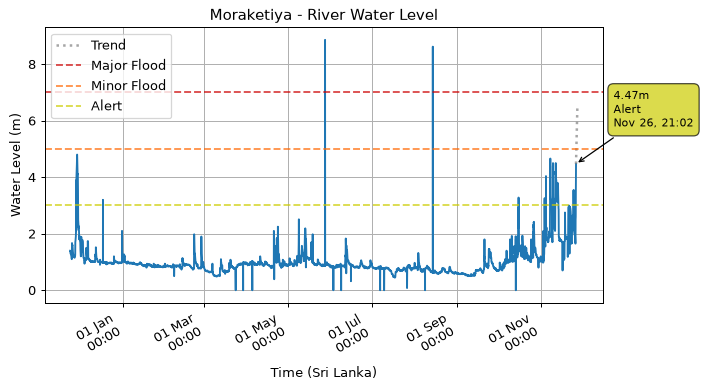 Moraketiya - River Water Level
Trend
Major Flood
Minor Flood
Alert
4.47m
Alert
Nov 26, 21:02
Water Level (m)
8
6
4
2
0
01 Jan
00:00
01 Mar
00:00
01 May
00:00
01 Jul
00:00
01 Sep
00:00
01 Nov
00:00
Time (Sri Lanka)